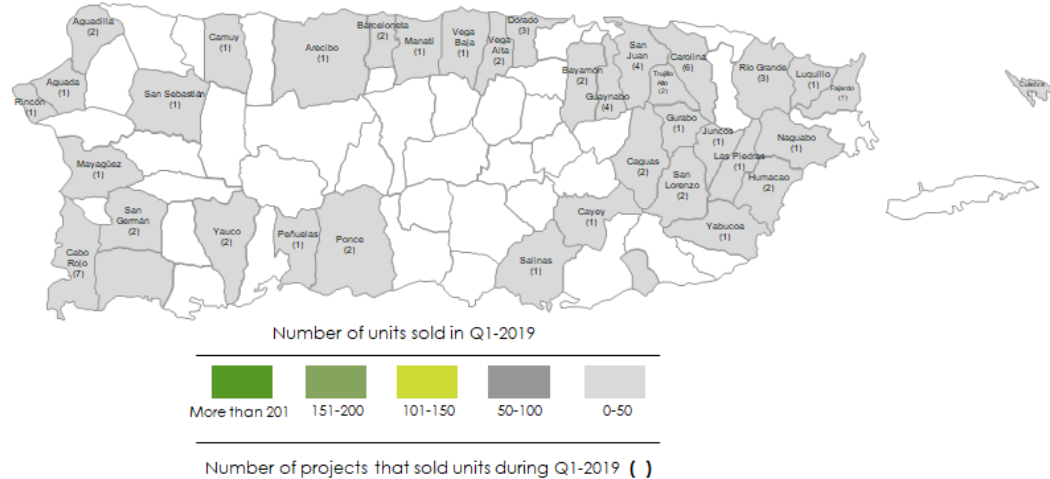 Aguadilla
(2)
Camuy
(1)
Arecibo
(1)
Barceloneta
(2)
Manatí
(1)
Vega
Baja
(1)
Vega
Alta
(2)
Dorado
(3)
Bayamón
(2)
Guaynabo
(4)
San
Juan
(4)
Trujillo
Alto
(2)
Carolina
(6)
Río Grande
(3)
Luquillo
(1)
Fajardo
(1)
Culebra
Aguada
(1)
Rincón
(1)
San Sebastián
(1)
Gurabo
(1)
Juncos
(1)
Naguabo
(1)
Mayagüez
(1)
Caguas
(2)
Las Piedras
(1)
San
Lorenzo
(2)
Humacao
(2)
San
Germán
(2)
Yauco
(2)
Peñuelas
(1)
Ponce
(2)
Cayey
(1)
Yabucoa
(1)
Cabo
Rojo
(7)
Salinas
(1)
Number of units sold in Q1-2019
More than 201
151-200
101-150
50-100
0-50
Number of projects that sold units during Q1-2019 ( )